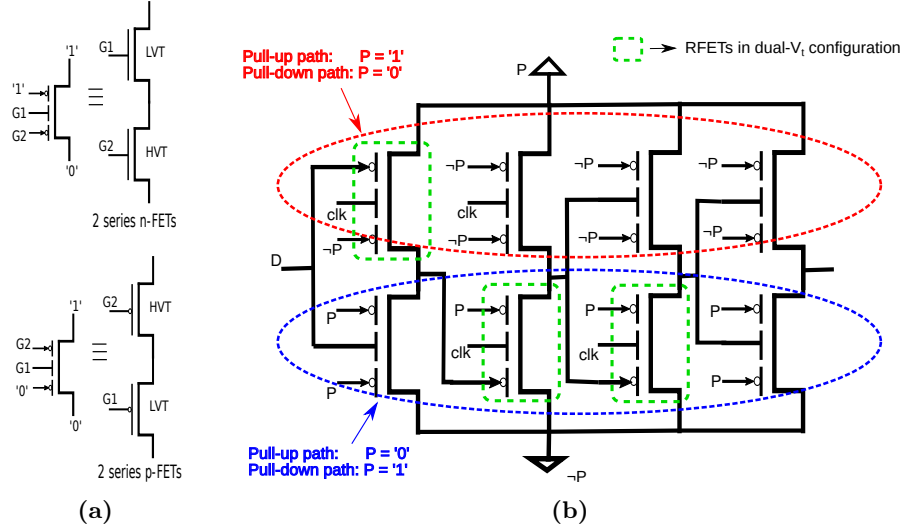 G1
LVT
'1'
'1'
G1
G2
'0'
G2
HVT
2 series n-FETs
G2
HVT
'1'
G2
G1
'0'
'0'
G1
LVT
2 series p-FETs
(a)
RFETs in dual-Vt configuration
Pull-up path: P = '1'
Pull-down path: P = '0'
P
¬P
¬P
¬P
clk
clk
¬P
¬P
¬P
¬P
D
P
P
P
P
clk
clk
P
P
Pull-up path: P = '0'
Pull-down path: P = '1'
¬P
(b)